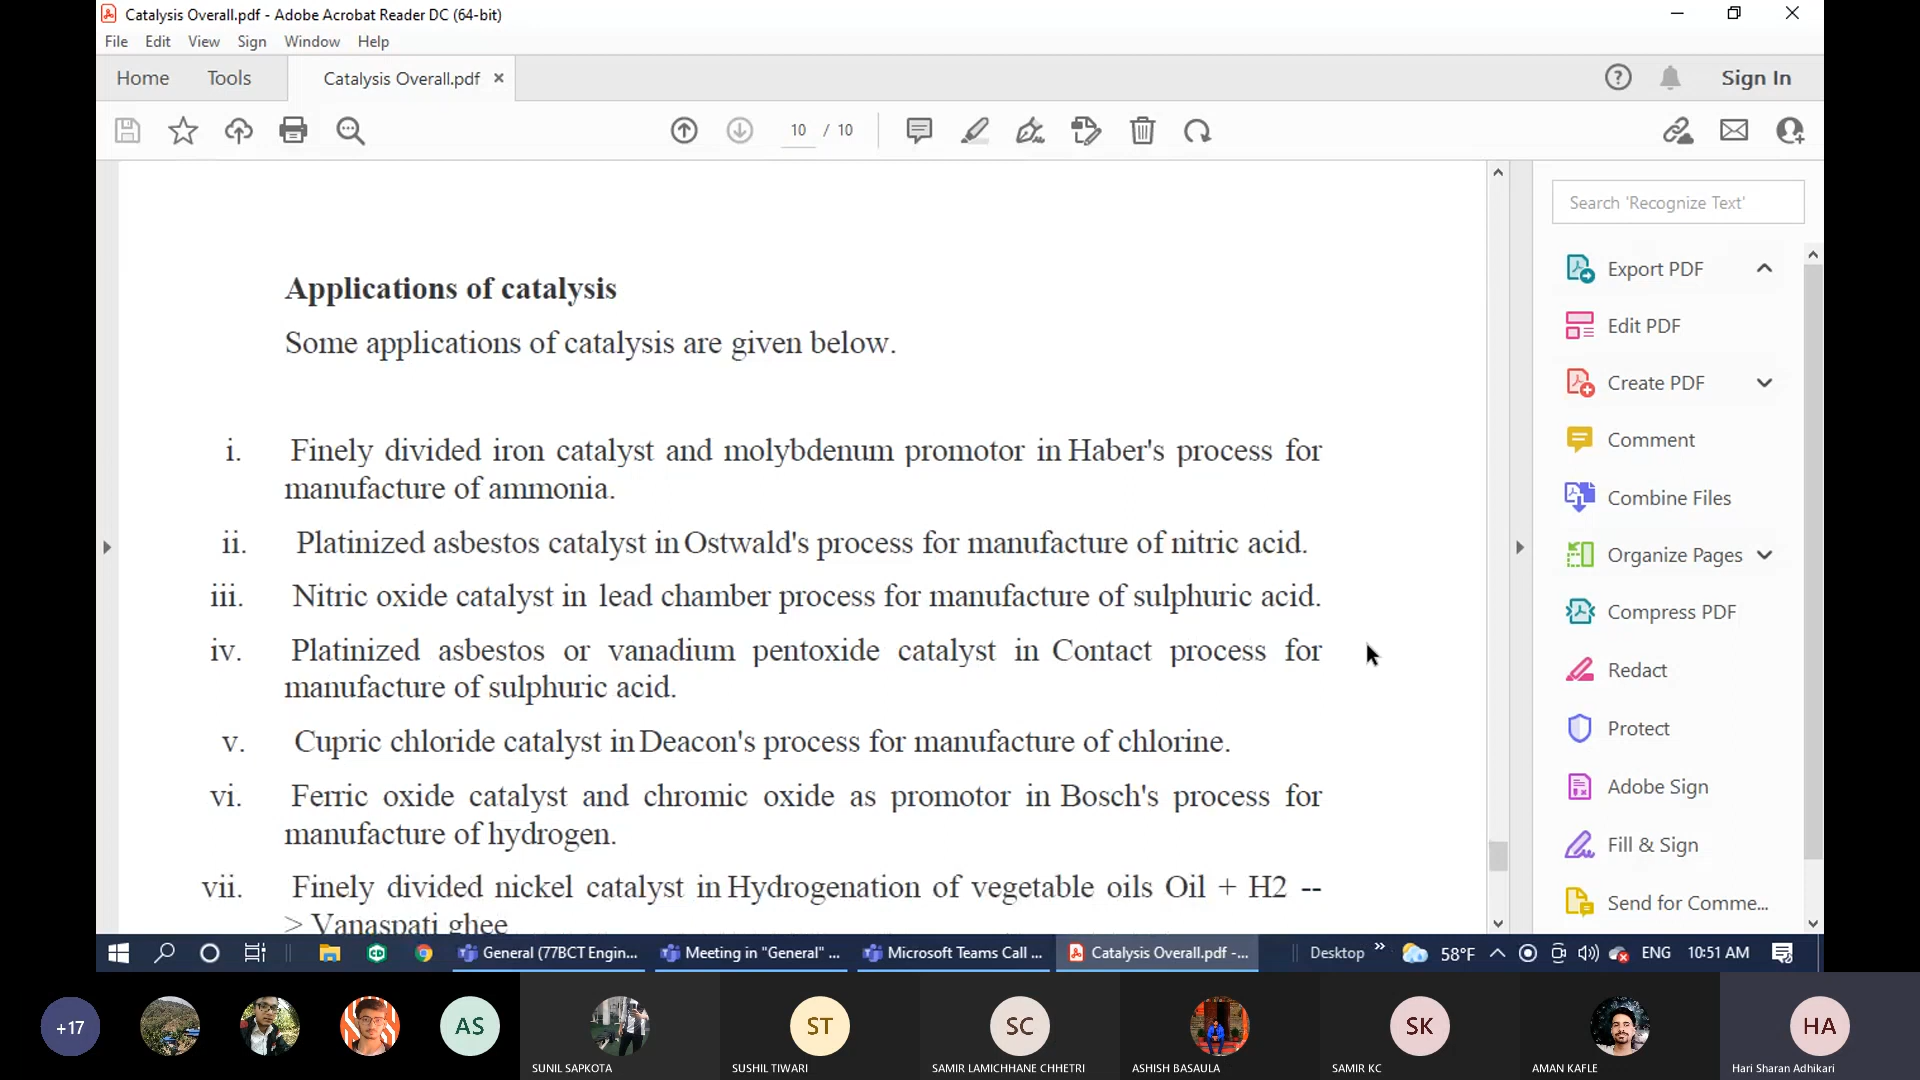 Catalysis Overall.pdf - Adobe Acrobat Reader DC (64-bit)
File Edit View Sign Window Help
Home Tools Catalysis Overall.pdf × Sign In
10 / 10
Search 'Recognize Text'
Export PDF
Edit PDF
Create PDF
Comment
Combine Files
Organize Pages
Compress PDF
Redact
Protect
Adobe Sign
Fill & Sign
Send for Comme...
Applications of catalysis
Some applications of catalysis are given below.
i. Finely divided iron catalyst and molybdenum promotor in Haber's process for
manufacture of ammonia.
ii. Platinized asbestos catalyst in Ostwald's process for manufacture of nitric acid.
iii. Nitric oxide catalyst in lead chamber process for manufacture of sulphuric acid.
iv. Platinized asbestos or vanadium pentoxide catalyst in Contact process for
manufacture of sulphuric acid.
v. Cupric chloride catalyst in Deacon's process for manufacture of chlorine.
vi. Ferric oxide catalyst and chromic oxide as promotor in Bosch's process for
manufacture of hydrogen.
vii. Finely divided nickel catalyst in Hydrogenation of vegetable oils Oil + H2 --
> Vanaspati ghee
General (77BCT Engin... Meeting in "General" ... Microsoft Teams Call ... Catalysis Overall.pdf -... Desktop » 58°F ENG 10:51 AM
+17 AS ST SC SK HA
SUNIL SAPKOTA SUSHIL TIWARI SAMIR LAMICHHANE CHHETRI ASHISH BASAULA SAMIR KC AMAN KAFLE Hari Sharan Adhikari